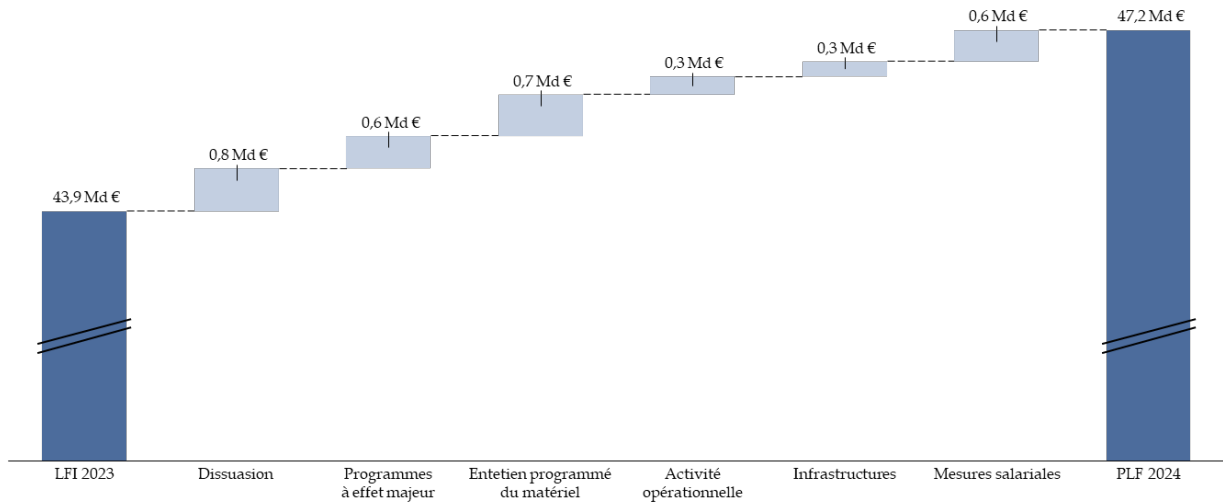 0,6 Md €
47,2 Md €
0,3 Md €
0,3 Md €
0,7 Md €
0,6 Md €
0,8 Md €
43,9 Md €
LFI 2023
Dissuasion
Programmes
à effet majeur
Entetien programmé
du matériel
Activité
opérationnelle
Infrastructures
Mesures salariales
PLF 2024